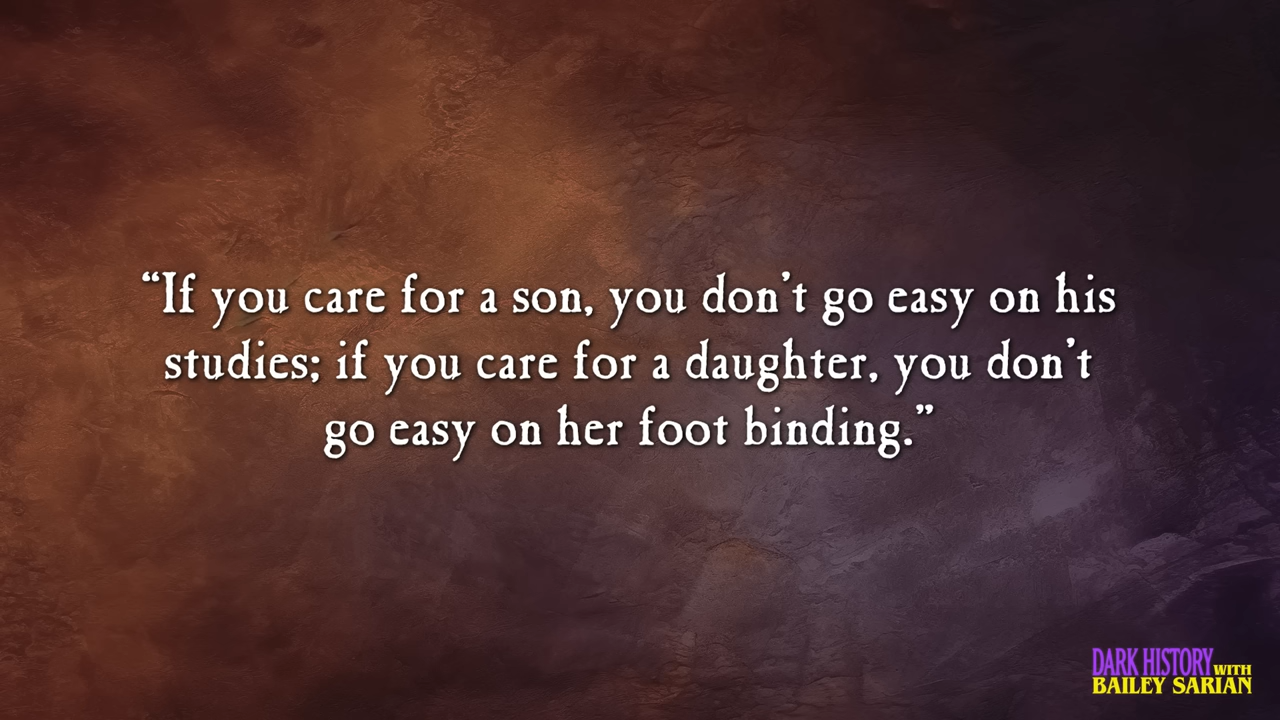 “If you care for a son, you don’t go easy on his
studies; if you care for a daughter, you don’t
go easy on her foot binding.”
DARK HISTORY WITH
BAILEY SARIAN